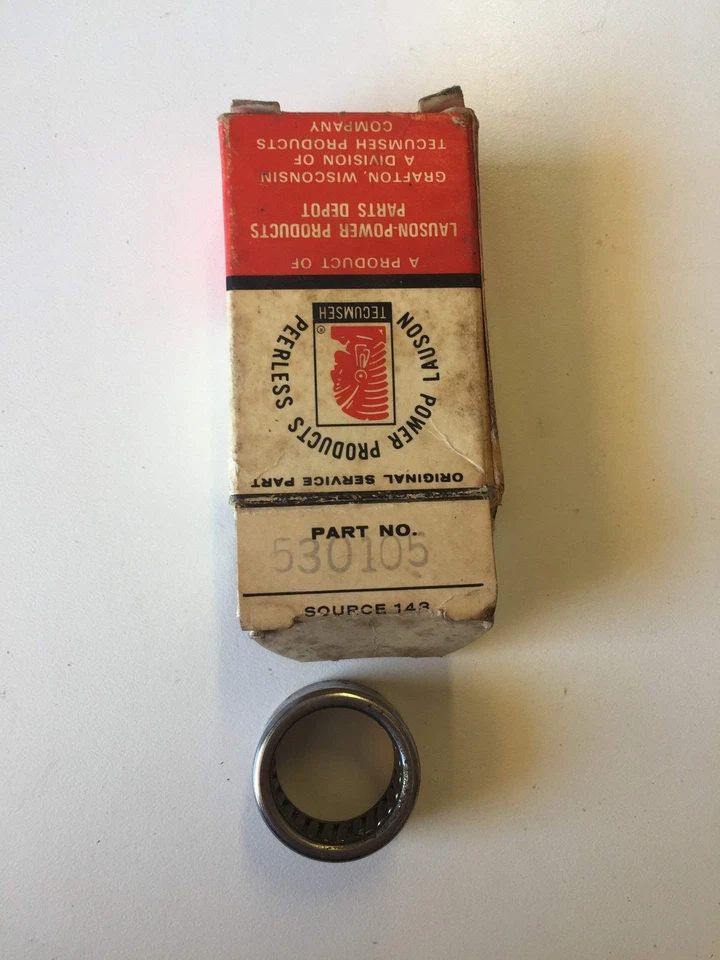 ORIGINAL SERVICE PART
LAUSON POWER PRODUCTS PEERLESS
TECUMSEH
®
A PRODUCT OF
LAUSON-POWER PRODUCTS
PARTS DEPOT
GRAFTON, WISCONSIN
A DIVISION OF
TECUMSEH PRODUCTS
COMPANY
PART NO.
530105
SOURCE 143